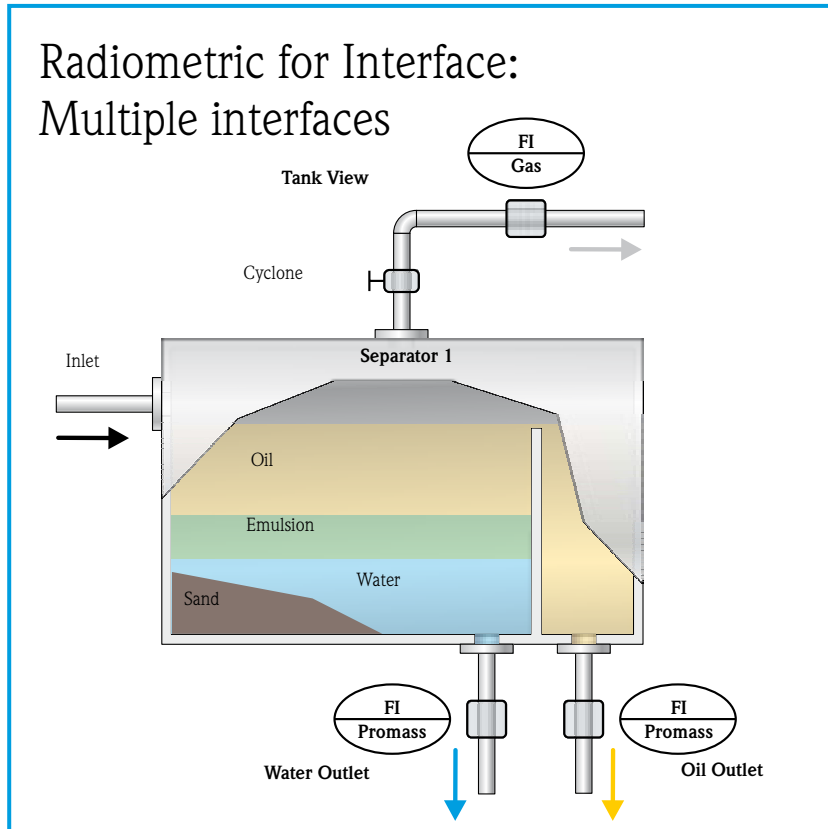 Radiometric for Interface:
Multiple interfaces
FI
Gas
Tank View
Cyclone
Inlet
Separator 1
Oil
Emulsion
Water
Sand
FI
Promass
FI
Promass
Water Outlet
Oil Outlet